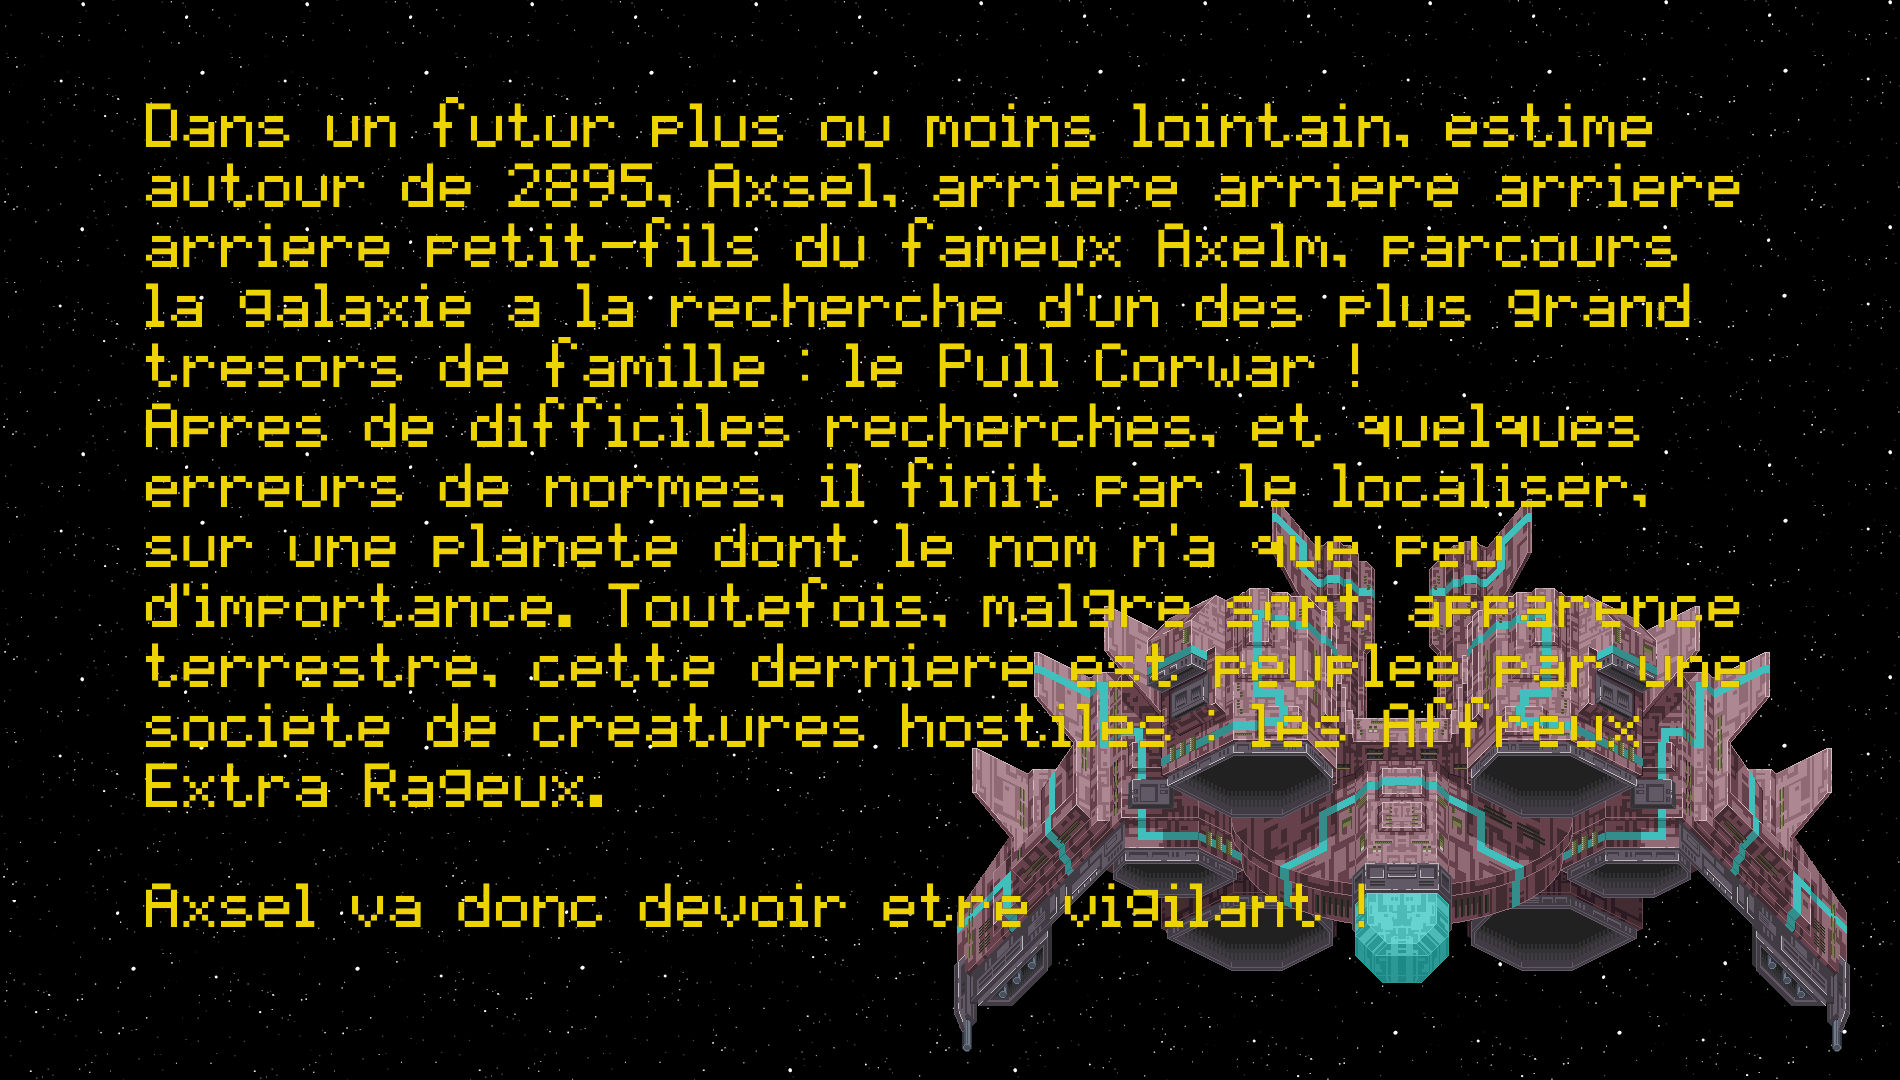 Dans un futur plus ou moins lointain, estime
autour de 2895, Axsel, arriere arriere arriere
arriere petit-fils du fameux Axelm, parcours
la galaxie a la recherche d'un des plus grand
tresors de famille : le Pull Corwar !
Apres de difficiles recherches, et quelques
erreurs de normes, il finit par le localiser,
sur une planete dont le nom n'a que peu
d'importance. Toutefois, malgre sont apparence
terrestre, cette derniere est peuplee par une
societe de creatures hostiles : les Affreux
Extra Rageux.
Axsel va donc devoir etre vigilant !